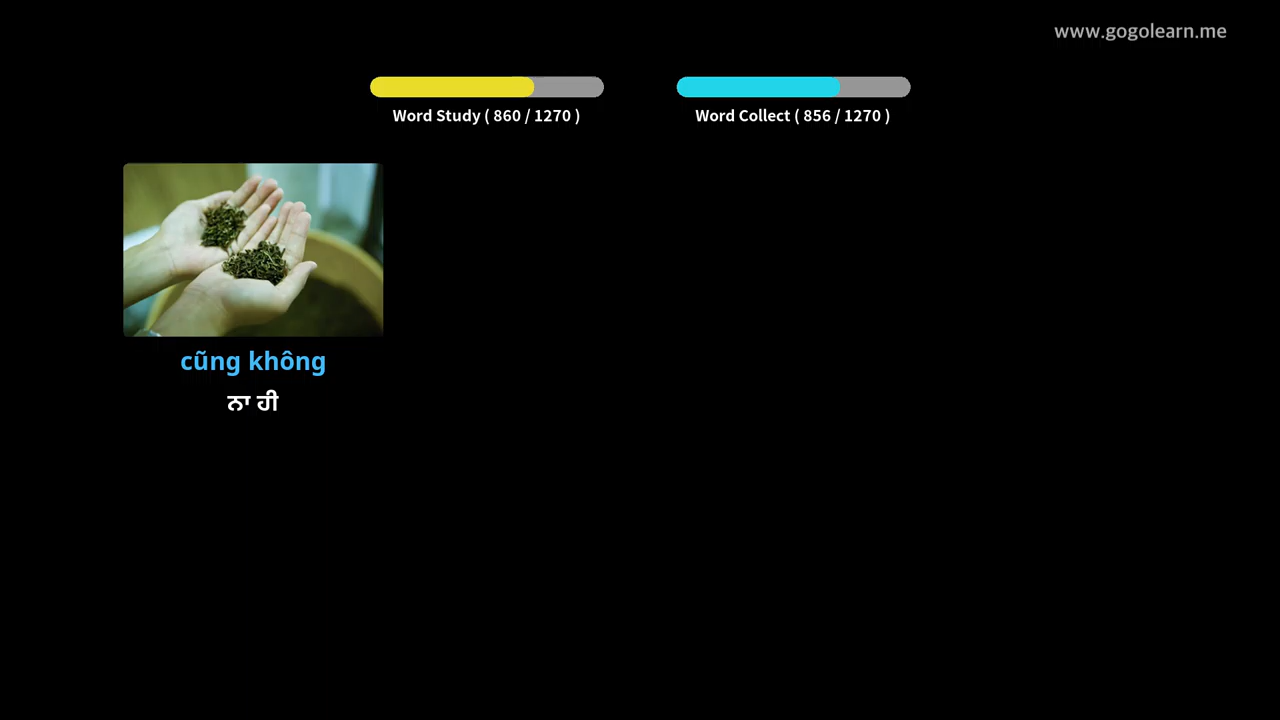 www.gogolearn.me
Word Study ( 860 / 1270 )
Word Collect ( 856 / 1270 )
cũng không
ਨਾ ਹੀ